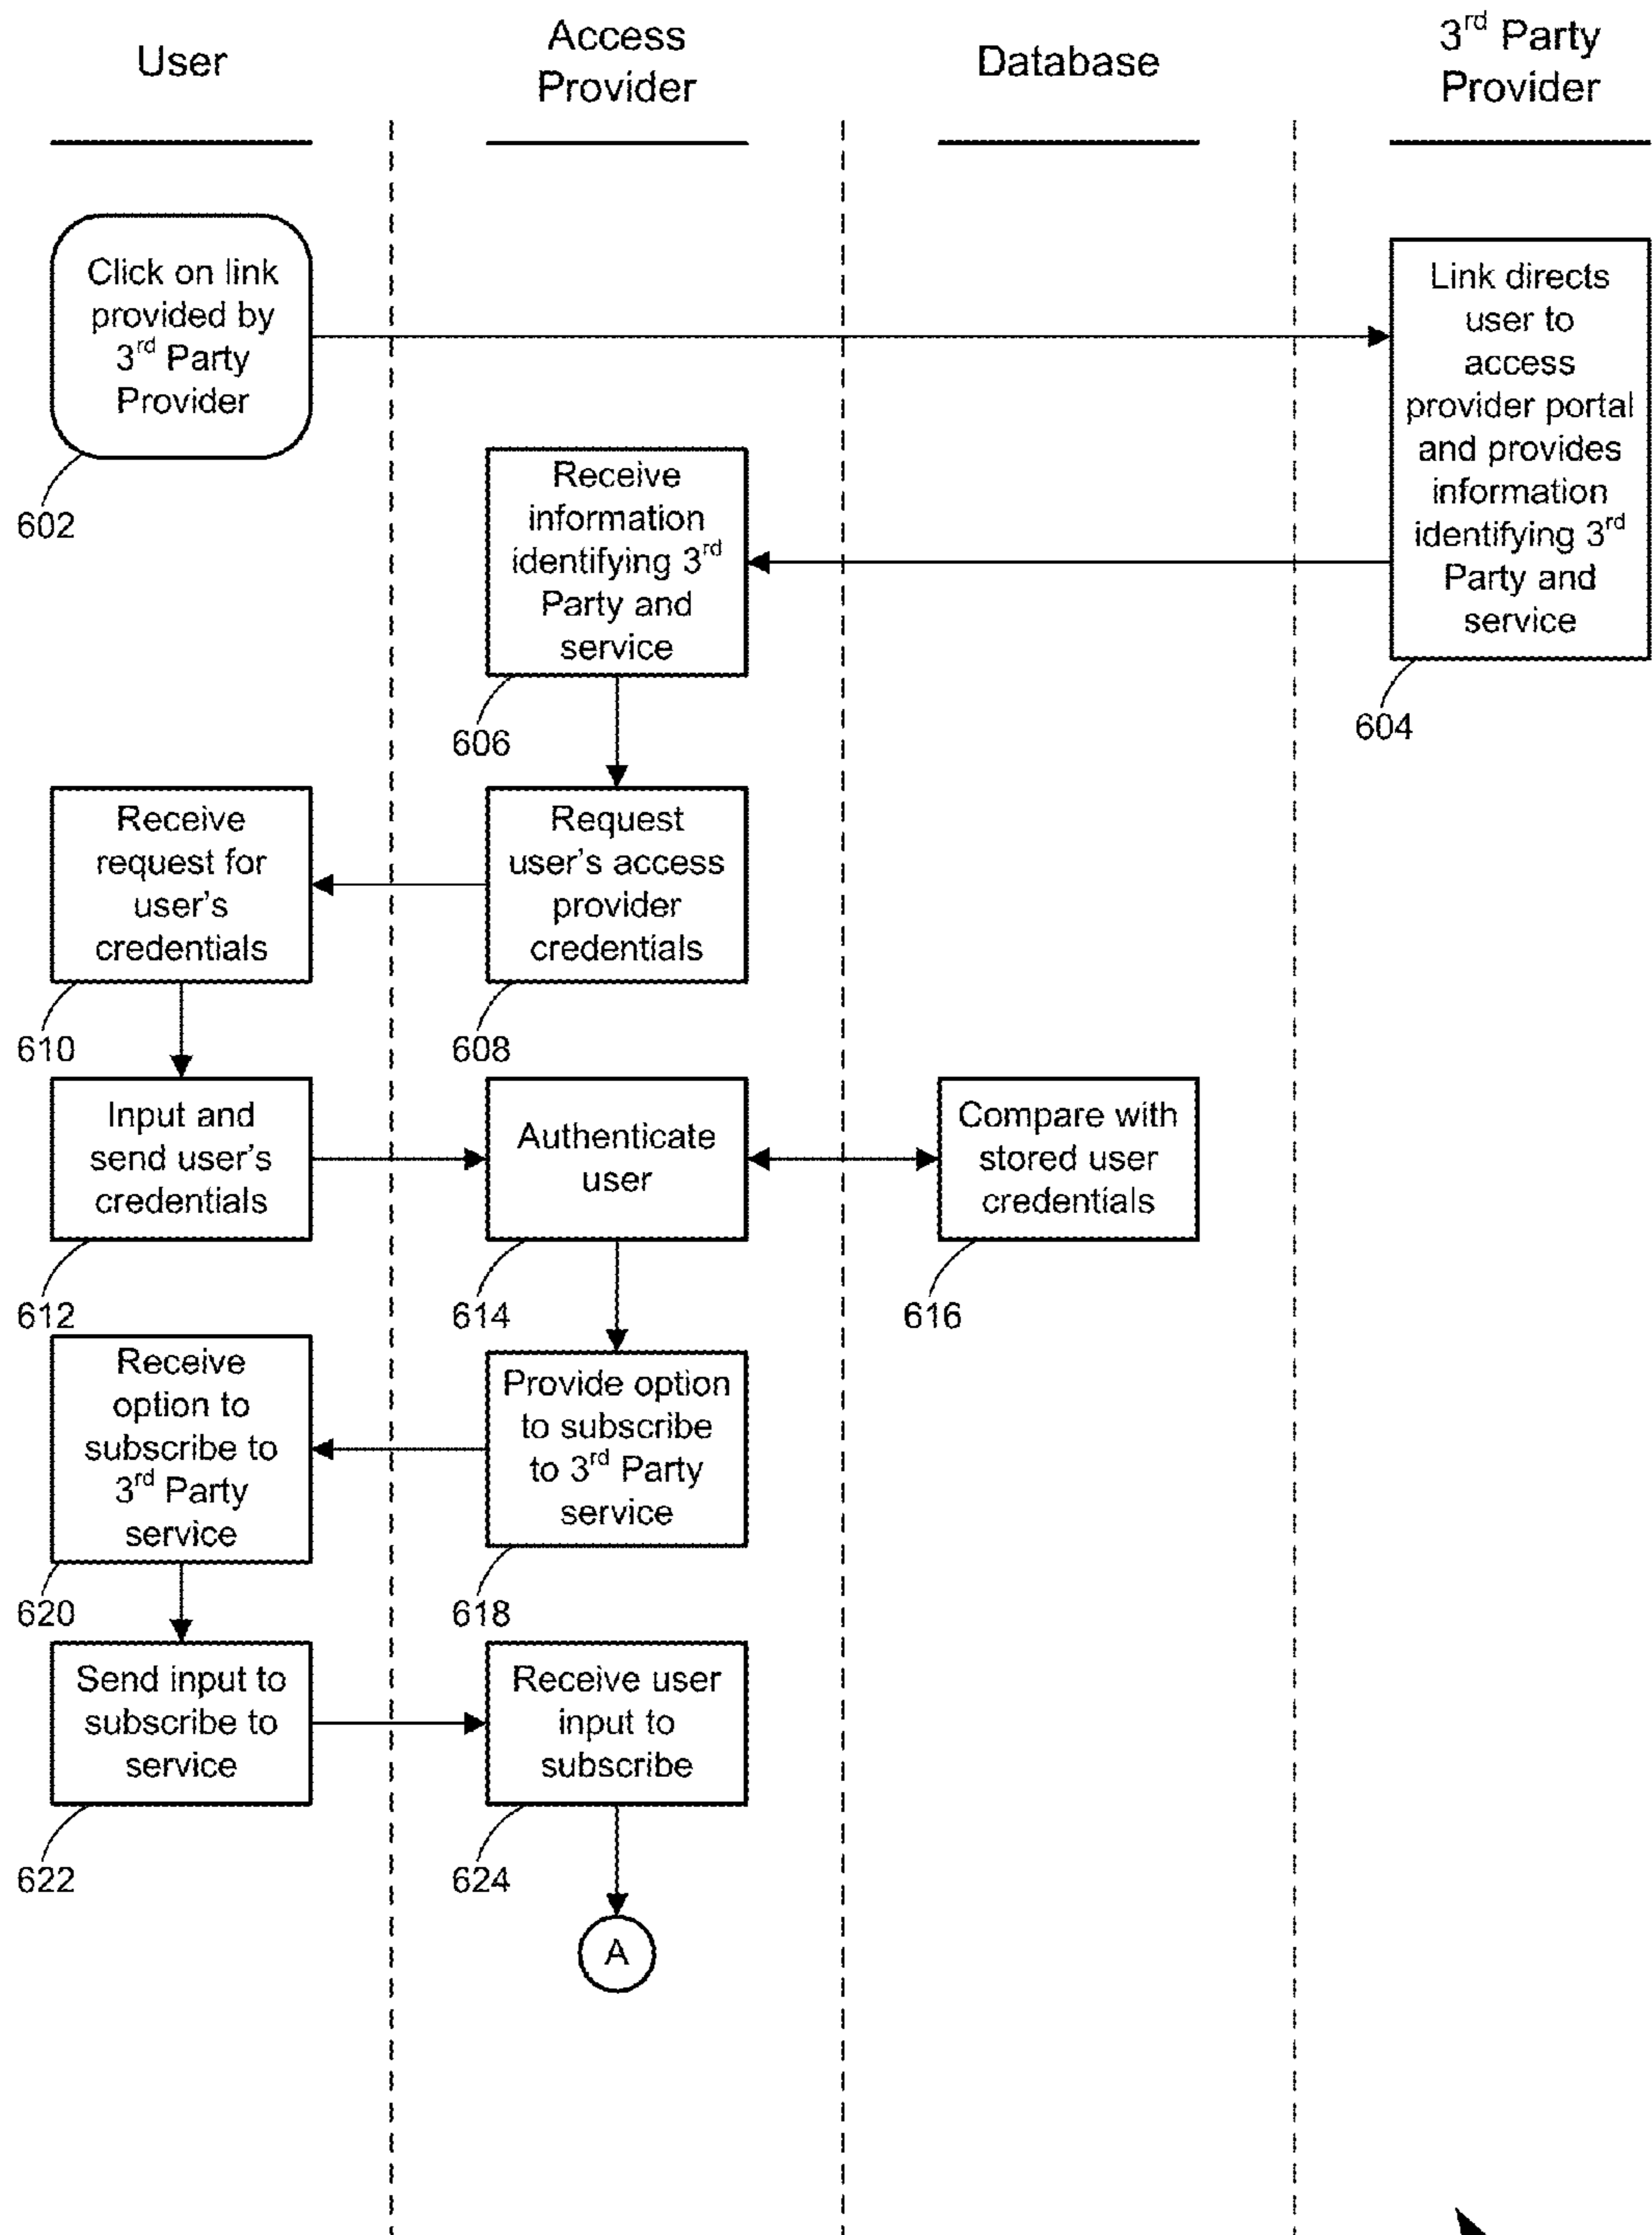 User
Access
Provider
Database
3rd Party
Provider
Click on link
provided by
3rd Party
Provider
602
Link directs
user to
access
provider portal
and provides
information
identifying 3rd
Party and
service
604
Receive
information
identifying 3rd
Party and
service
606
Request
user's access
provider
credentials
608
Receive
request for
user's
credentials
610
Input and
send user's
credentials
612
Authenticate
user
614
Compare with
stored user
credentials
616
Provide option
to subscribe
to 3rd Party
service
618
Receive
option to
subscribe to
3rd Party
service
620
Send input to
subscribe to
service
622
Receive user
input to
subscribe
624
A